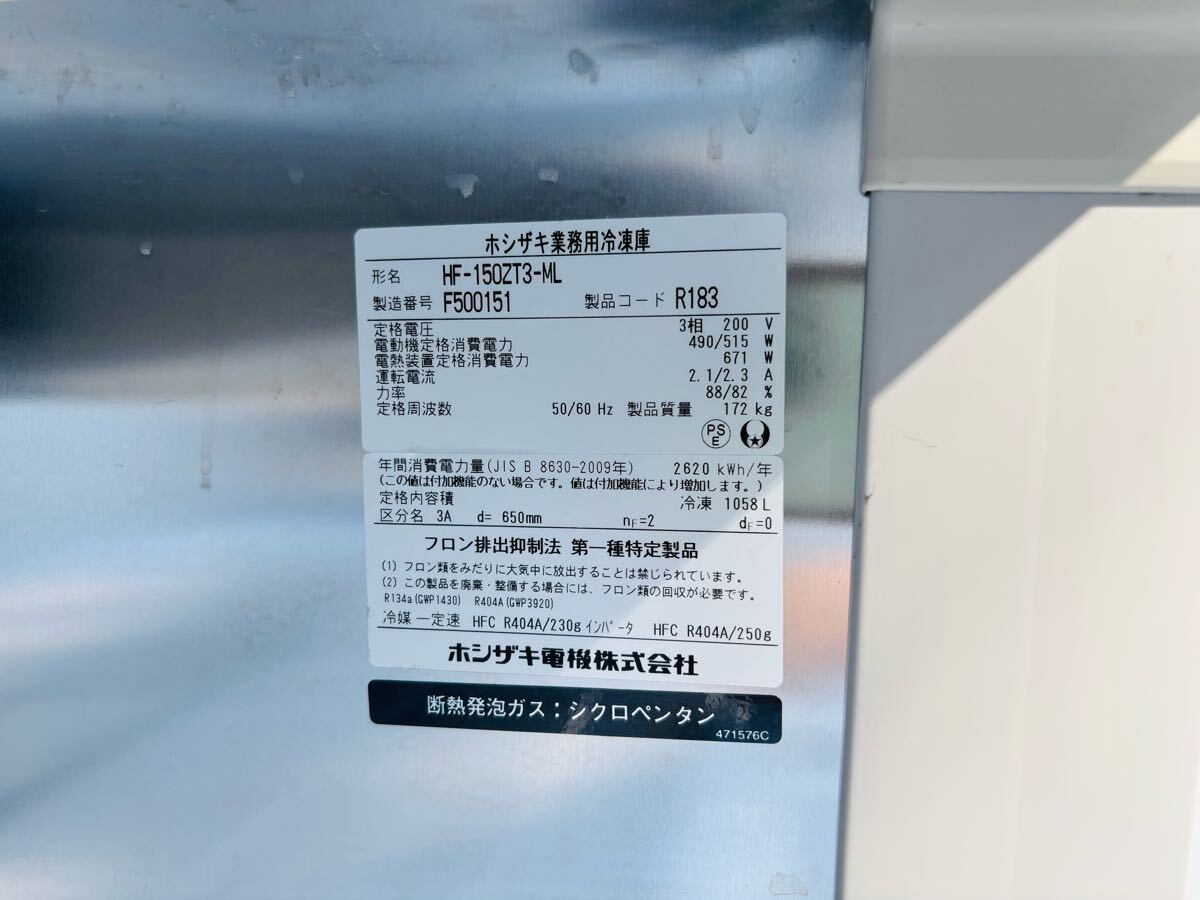 ホシザキ業務用冷凍庫
形名 HF-150ZT3-ML
製造番号 F500151 製品コード R183
定格電圧 3相 200 V
電動機定格消費電力 490/515 W
電熱装置定格消費電力 671 W
運転電流 2.1/2.3 A
力率 88/82 %
定格周波数 50/60 Hz 製品質量 172 kg
PS
E
年間消費電力量(JIS B 8630-2009年) 2620 kWh/年
(この値は付加機能のない場合です。値は付加機能により増加します。)
定格内容積 冷凍 1058 L
区分名 3A d= 650mm nF=2 dF=0
フロン排出抑制法 第一種特定製品
(1) フロン類をみだりに大気中に放出することは禁じられています。
(2) この製品を廃棄・整備する場合には、フロン類の回収が必要です。
R134a(GWP1430) R404A(GWP3920)
冷媒 一定速 HFC R404A/230g インバータ HFC R404A/250g
ホシザキ電機株式会社
断熱発泡ガス:シクロペンタン
471576C